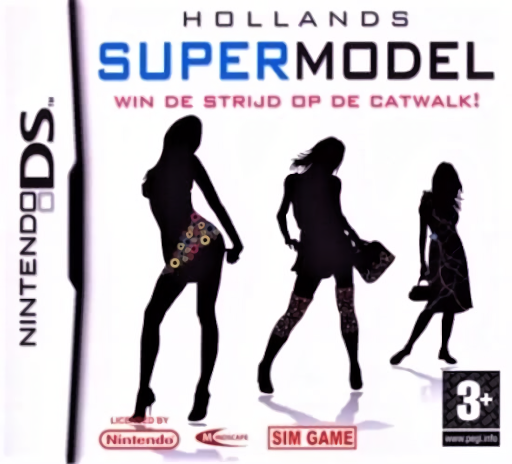 HOLLANDS
SUPERMODEL
WIN DE STRIJD OP DE CATWALK!
NINTENDO DS™
LICENSED BY
Nintendo
MINDSCAPE
SIM GAME
3+
www.pegi.info